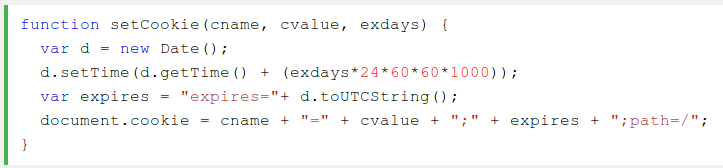 function setCookie(cname, cvalue, exdays) {
  var d = new Date();
  d.setTime(d.getTime() + (exdays*24*60*60*1000));
  var expires = "expires="+ d.toUTCString();
  document.cookie = cname + "=" + cvalue + ";" + expires + ";path=/";
}